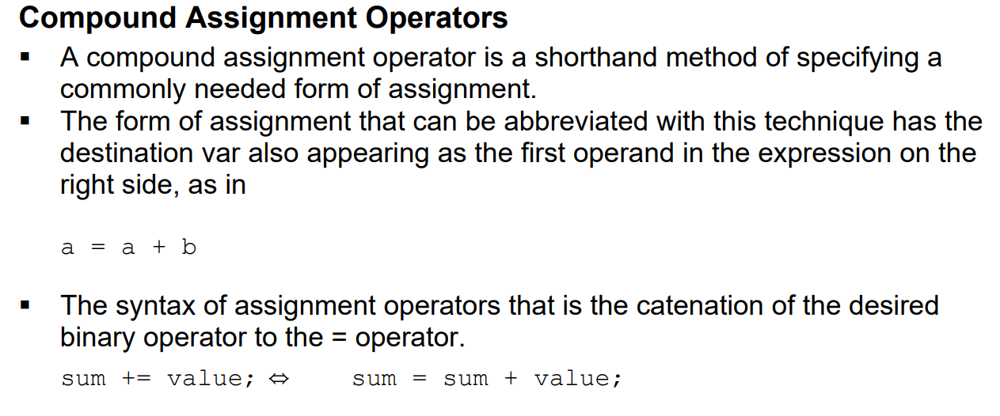 Compound Assignment Operators
▪ A compound assignment operator is a shorthand method of specifying a
commonly needed form of assignment.
▪ The form of assignment that can be abbreviated with this technique has the
destination var also appearing as the first operand in the expression on the
right side, as in
a = a + b
▪ The syntax of assignment operators that is the catenation of the desired
binary operator to the = operator.
sum += value; ⇔ sum = sum + value;